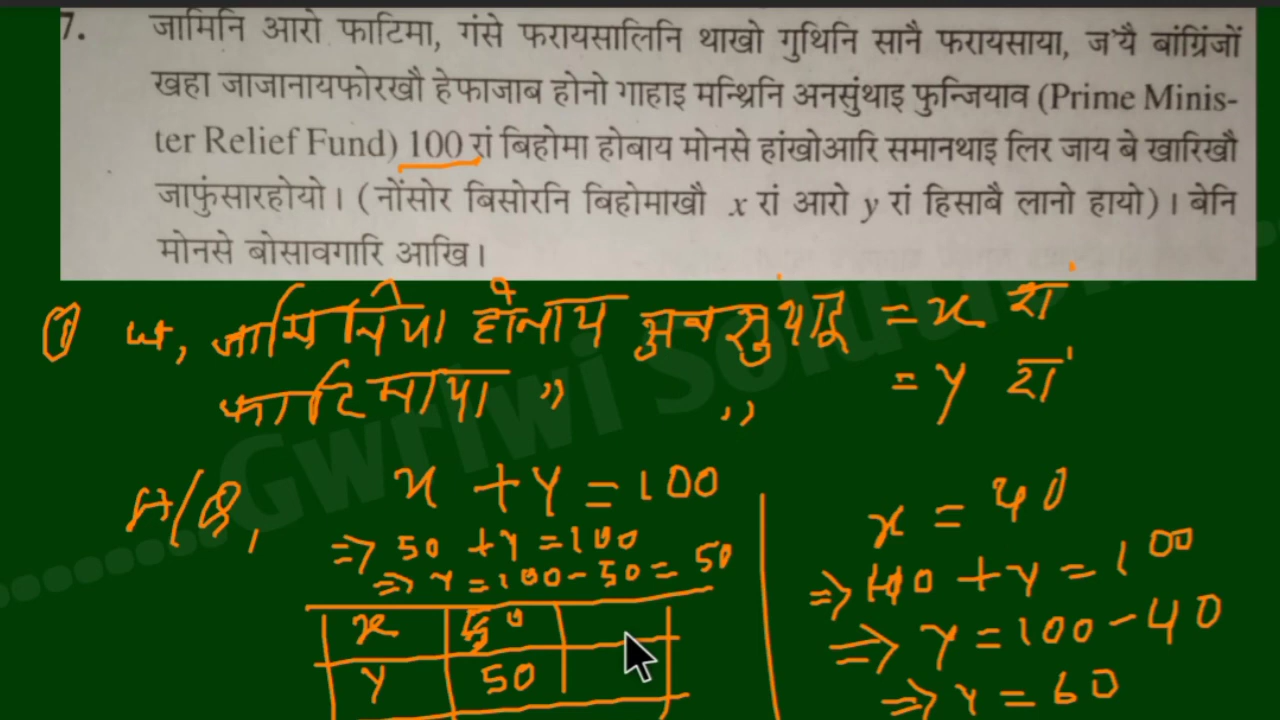 7. जामिनि आरो फाटिमा, गंसे फरायसालिनि थाखो गुथिनि सानै फरायसाया, ज'यै बांग्रिंजों
खहा जाजानायफोरखौ हेफाजाब होनो गाहाइ मन्थ्रिनि अनसुंथाइ फुन्जियाव (Prime Minis-
ter Relief Fund) 100 रां बिहोमा होबाय मोनसे हांखोआरि समानथाइ लिर जाय बे खारिखौ
जाफुंसारहोयो। (नोंसोर बिसोरनि बिहोमाखौ x रां आरो y रां हिसाबै लानो हायो)। बेनि
मोनसे बोसावगारि आखि।
जामिनिया होनाय अनसुंथाइ = x रां
फाटिमाया " " = y रां
A/Q, x + y = 100
⇒ 50 + y = 100
⇒ y = 100 - 50 = 50
x 50
y 50
x = 40
⇒ 40 + y = 100
⇒ y = 100 - 40
⇒ y = 60
Gwriwi Solution